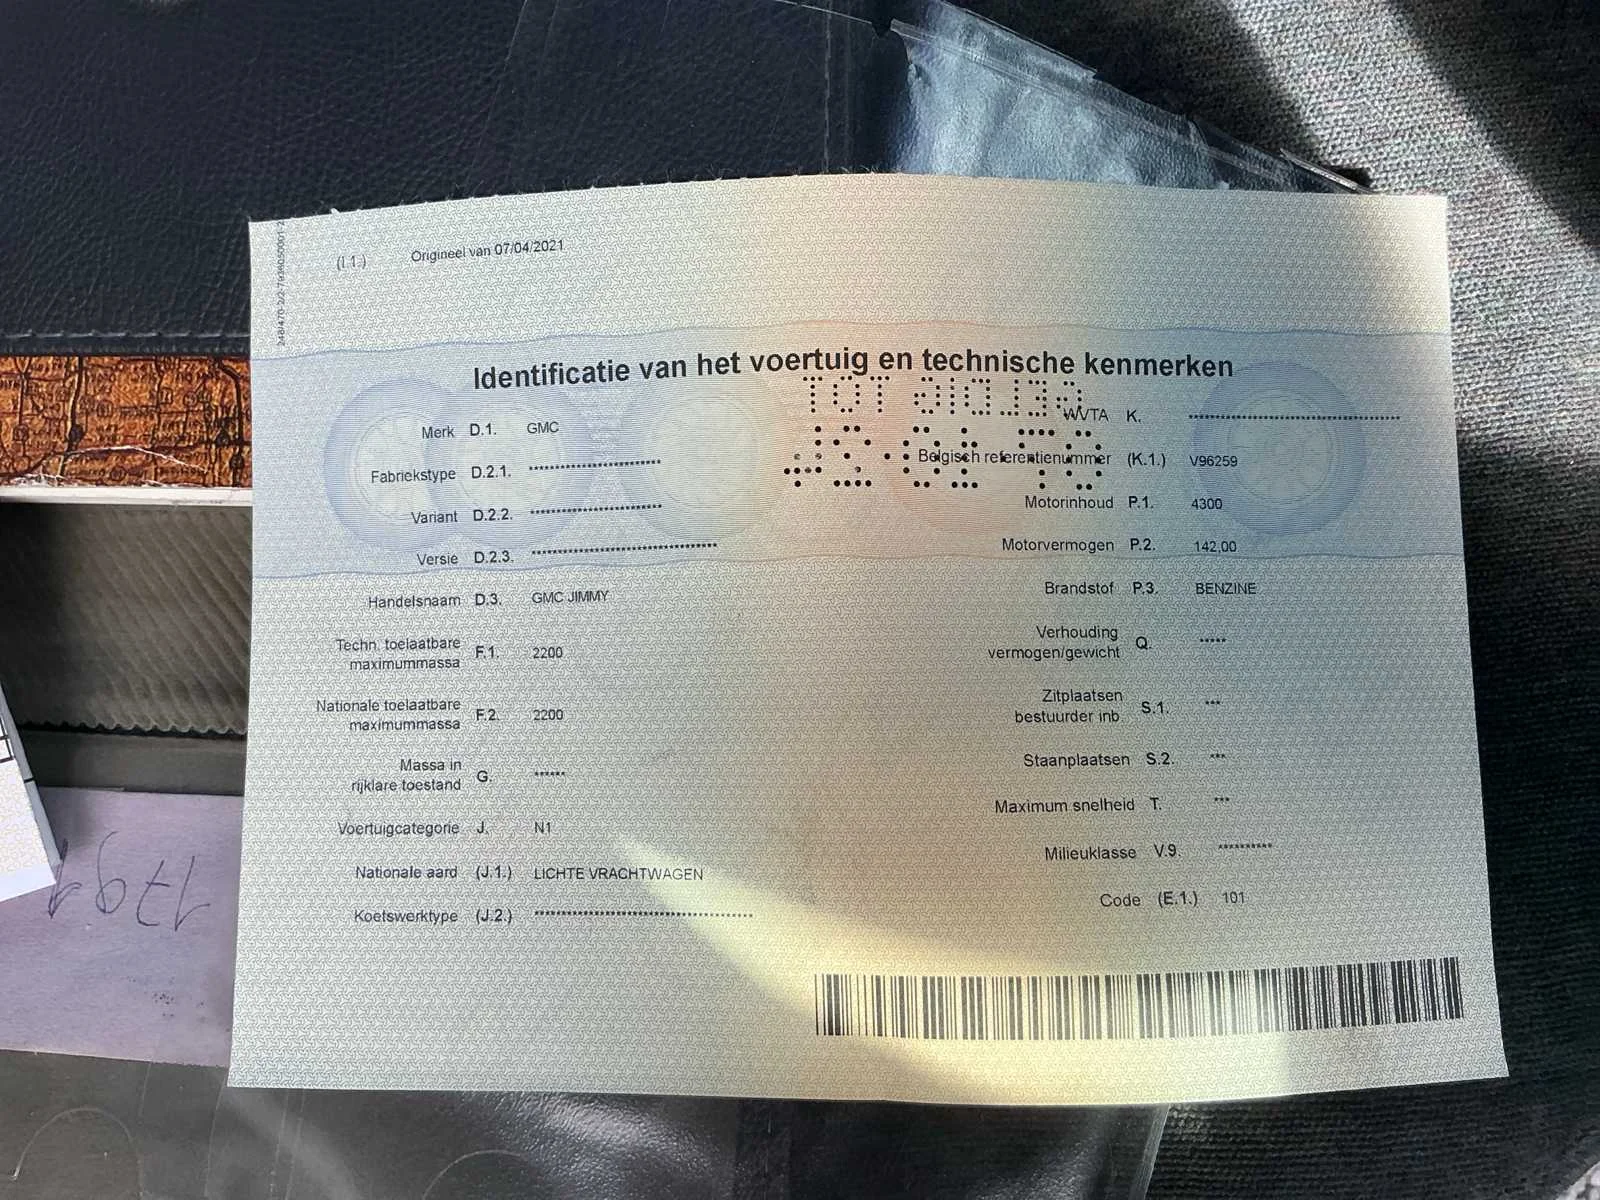 (I.1.) Origineel van 07/04/2021
Identificatie van het voertuig en technische kenmerken
Merk D.1. GMC
Fabriekstype D.2.1. ************************
Variant D.2.2. ************************
Versie D.2.3. ***********************************
Handelsnaam D.3. GMC JIMMY
Techn. toelaatbare
maximummassa F.1. 2200
Nationale toelaatbare
maximummassa F.2. 2200
Massa in
rijklare toestand G. ******
Voertuigcategorie J. N1
Nationale aard (J.1.) LICHTE VRACHTWAGEN
Koetswerktype (J.2.) *****************************************
WVTA K. ****************************************
Belgisch referentienummer (K.1.) V96259
Motorinhoud P.1. 4300
Motorvermogen P.2. 142,00
Brandstof P.3. BENZINE
Verhouding
vermogen/gewicht Q. *****
Zitplaatsen
bestuurder inb S.1. ***
Staanplaatsen S.2. ***
Maximum snelheid T. ***
Milieuklasse V.9. **********
Code (E.1.) 101